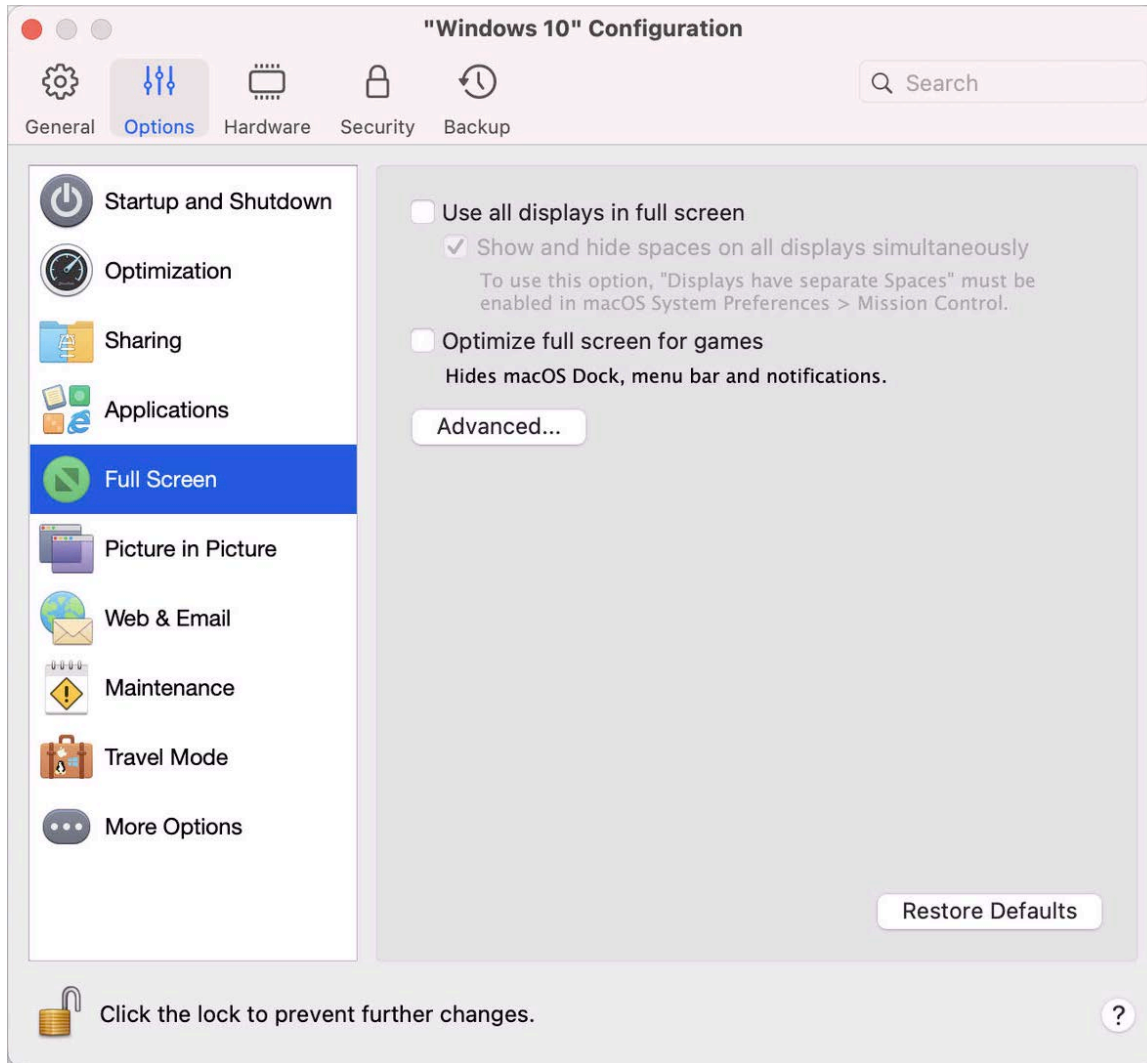 "Windows 10" Configuration
General
Options
Hardware
Security
Backup
Search
Startup and Shutdown
Optimization
Sharing
Applications
Full Screen
Picture in Picture
Web & Email
Maintenance
Travel Mode
More Options
Use all displays in full screen
Show and hide spaces on all displays simultaneously
To use this option, "Displays have separate Spaces" must be
enabled in macOS System Preferences > Mission Control.
Optimize full screen for games
Hides macOS Dock, menu bar and notifications.
Advanced...
Restore Defaults
Click the lock to prevent further changes.
?